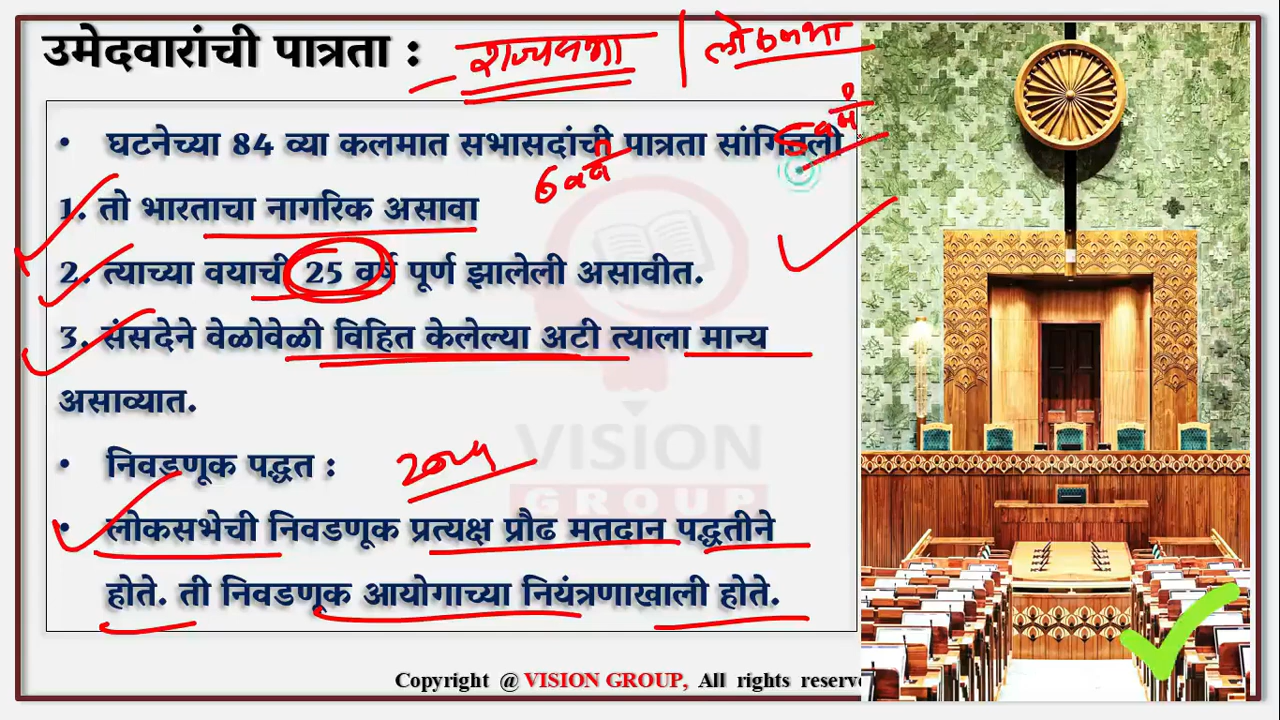 उमेदवारांची पात्रता :
राज्यसभा | लोकसभा
• घटनेच्या 84 व्या कलमात सभासदांची पात्रता सांगितली
6 वर्ष
1. तो भारताचा नागरिक असावा
2. त्याच्या वयाची 25 वर्षे पूर्ण झालेली असावीत.
3. संसदेने वेळोवेळी विहित केलेल्या अटी त्याला मान्य
असाव्यात.
• निवडणूक पद्धत :
VISION
GROUP
• लोकसभेची निवडणूक प्रत्यक्ष प्रौढ मतदान पद्धतीने
होते. ती निवडणूक आयोगाच्या नियंत्रणाखाली होते.
Copyright @ VISION GROUP, All rights reserve